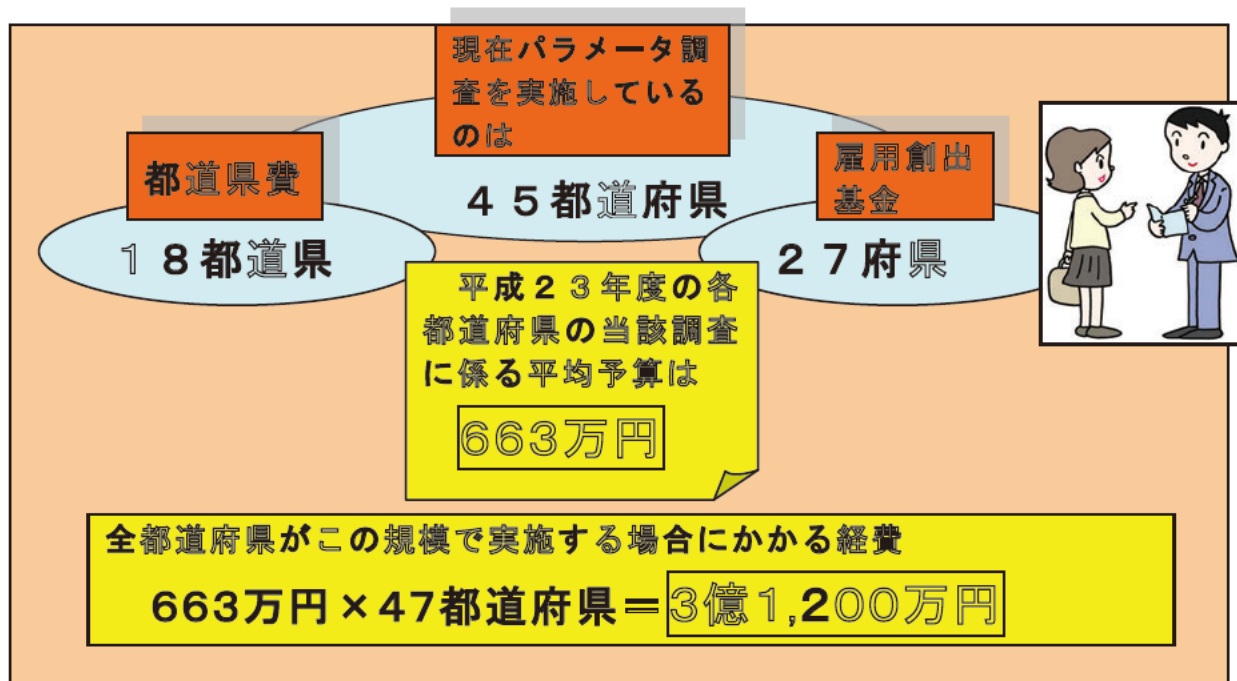 現在パラメータ調
査を実施している
のは
４５都道府県
都道県費
１８都道県
雇用創出
基金
２７府県
平成２３年度の各
都道府県の当該調査
に係る平均予算は
663万円
全都道府県がこの規模で実施する場合にかかる経費
663万円×47都道府県＝3億1,200万円